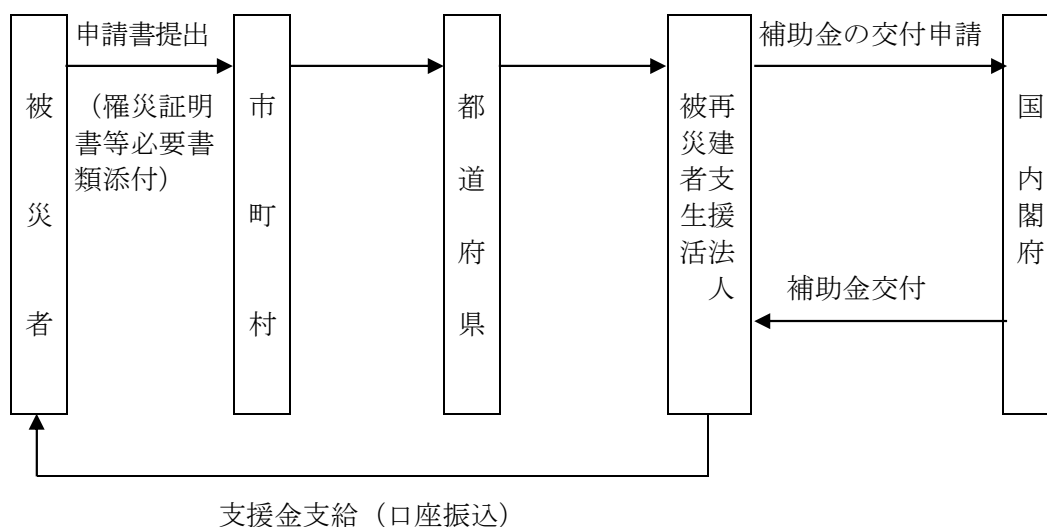 申請書提出
補助金の交付申請
被災者
（罹災証明
書等必要書
類添付）
市町村
都道府県
被災者生活
再建支援法人
国 内閣府
補助金交付
支援金支給（口座振込）